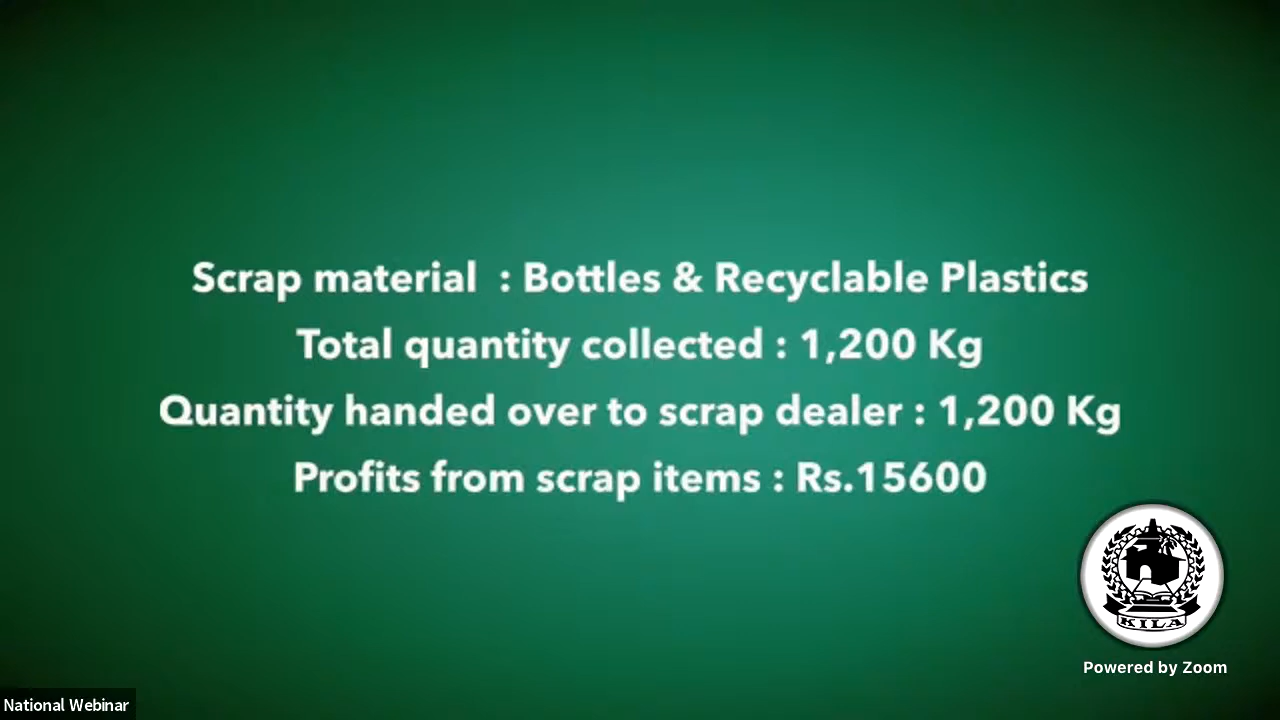 Scrap material : Bottles & Recyclable Plastics
Total quantity collected : 1,200 Kg
Quantity handed over to scrap dealer : 1,200 Kg
Profits from scrap items : Rs.15600
KILA
Powered by Zoom
National Webinar